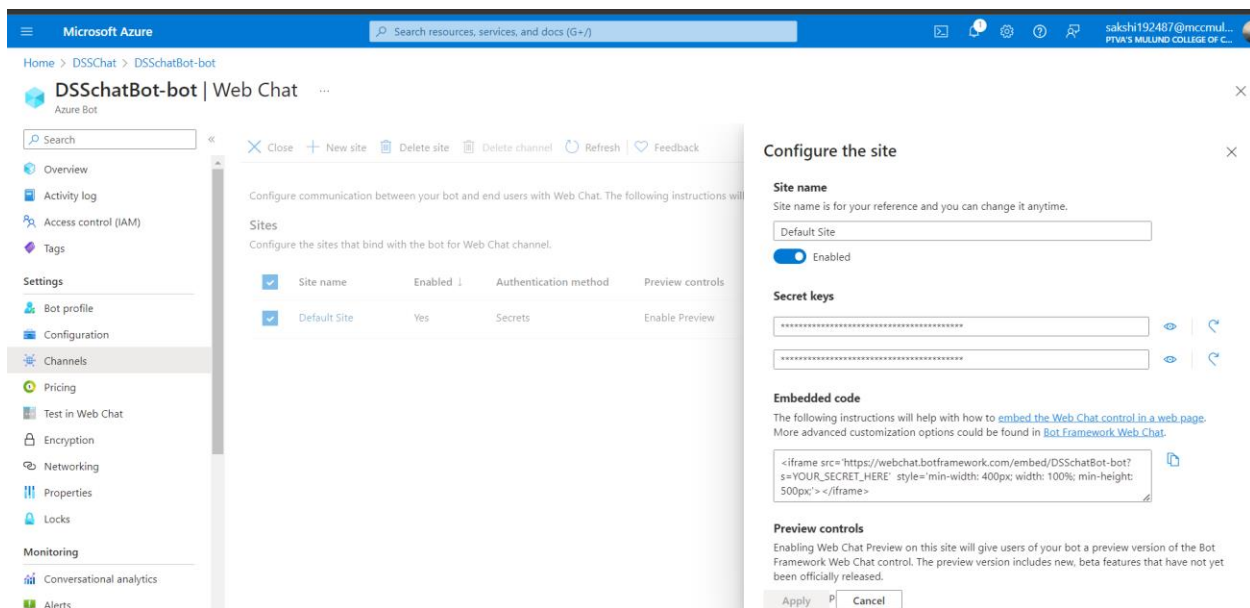 Microsoft Azure
Search resources, services, and docs (G+/)
1
sakshi192487@mccmul...
PTVA'S MULUND COLLEGE OF C...
Home > DSSChat > DSSchatBot-bot
DSSchatBot-bot | Web Chat ...
Azure Bot
Search
«
Overview
Activity log
Access control (IAM)
Tags
Settings
Bot profile
Configuration
Channels
Pricing
Test in Web Chat
Encryption
Networking
Properties
Locks
Monitoring
Conversational analytics
Alerts
Close New site Delete site Delete channel Refresh Feedback
Configure communication between your bot and end users with Web Chat. The following instructions wil
Sites
Configure the sites that bind with the bot for Web Chat channel.
Site name Enabled ↓ Authentication method Preview controls
Default Site Yes Secrets Enable Preview
Configure the site
Site name
Site name is for your reference and you can change it anytime.
Default Site
Enabled
Secret keys
******************************************
******************************************
Embedded code
The following instructions will help with how to embed the Web Chat control in a web page.
More advanced customization options could be found in Bot Framework Web Chat.
<iframe src='https://webchat.botframework.com/embed/DSSchatBot-bot?
s=YOUR_SECRET_HERE' style='min-width: 400px; width: 100%; min-height:
500px;'></iframe>
Preview controls
Enabling Web Chat Preview on this site will give users of your bot a preview version of the Bot
Framework Web Chat control. The preview version includes new, beta features that have not yet
been officially released.
Apply P Cancel